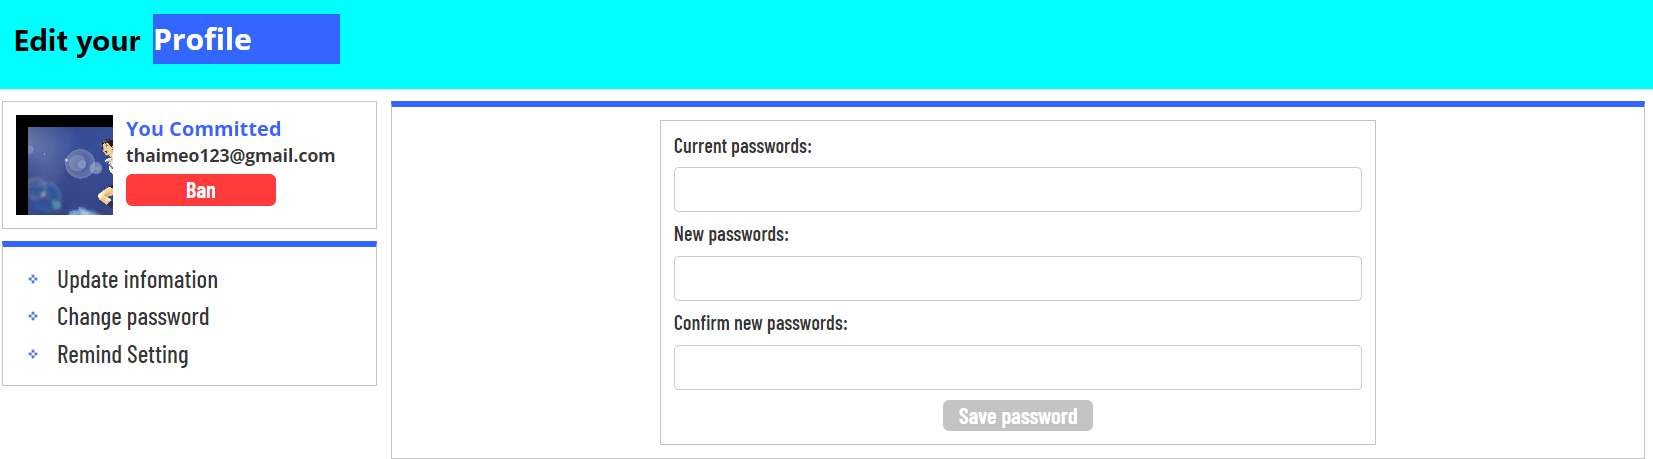 Edit your Profile
You Committed
thaimeo123@gmail.com
Ban
Update infomation
Change password
Remind Setting
Current passwords:
New passwords:
Confirm new passwords:
Save password